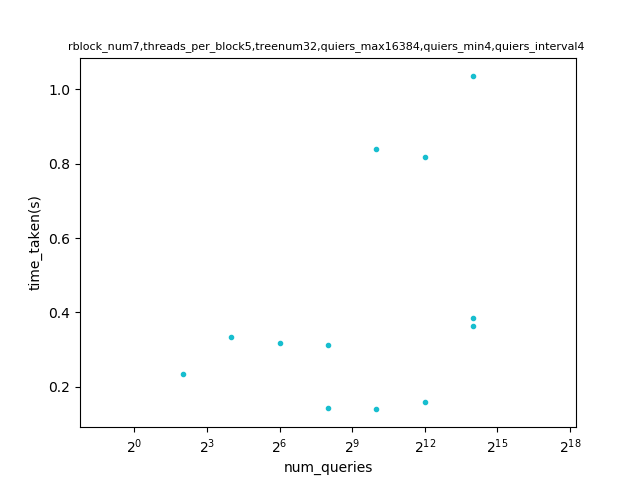 rblock_num7,threads_per_block5,treenum32,quiers_max16384,quiers_min4,quiers_interval4
time_taken(s)
1.0
0.8
0.6
0.4
0.2
2^0 2^3 2^6 2^9 2^12 2^15 2^18
num_queries